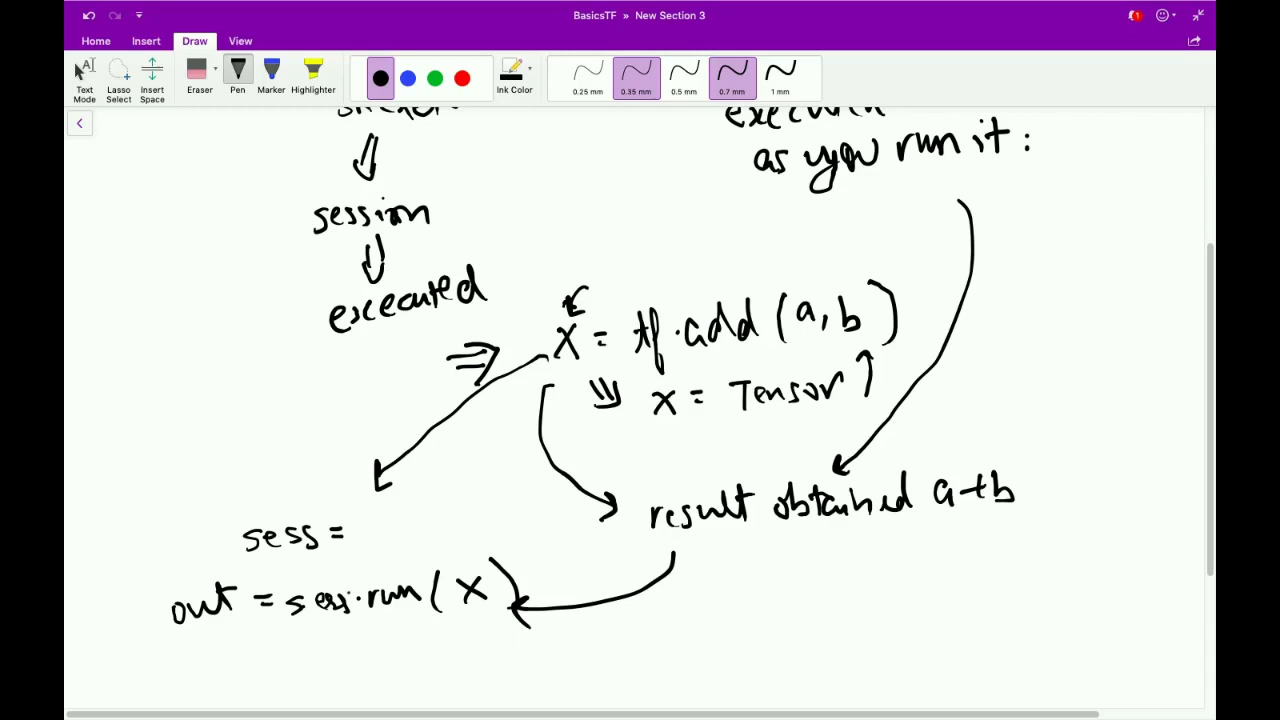 BasicsTF » New Section 3
1
Home Insert Draw View
Text Mode
Lasso Select
Insert Space
Eraser
Pen
Marker
Highlighter
Ink Color
0.25 mm 0.35 mm 0.5 mm 0.7 mm 1 mm
as you run it :
session
executed
X = tf.add (a, b)
X = Tensor
result obtained a+b
sess =
out = sess.run ( X )